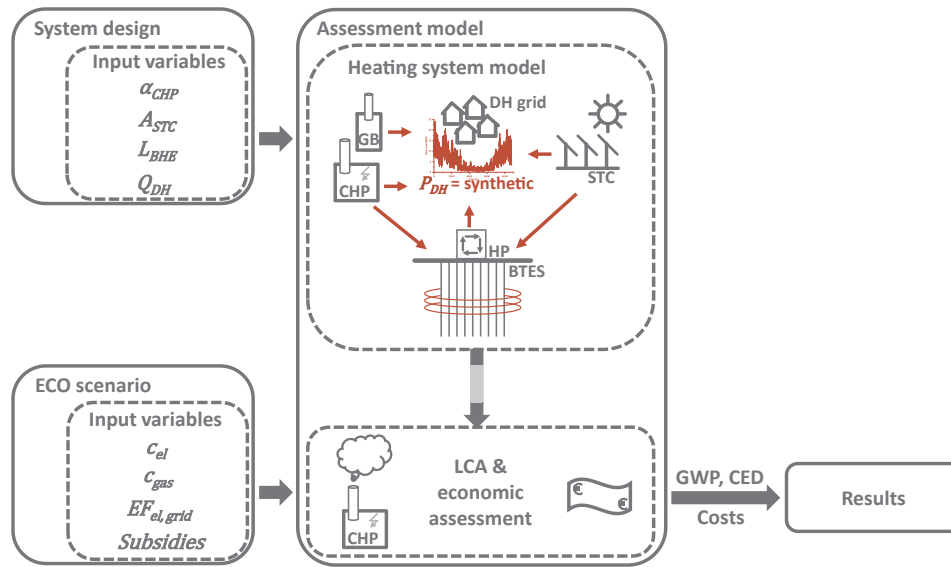 System design
Input variables
α_CHP
A_STC
L_BHE
Q_DH
Assessment model
Heating system model
DH grid
GB
CHP
P_DH = synthetic
STC
HP
BTES
ECO scenario
Input variables
c_el
c_gas
EF_el,grid
Subsidies
CHP
LCA &
economic
assessment
€
€
GWP, CED
Costs
Results